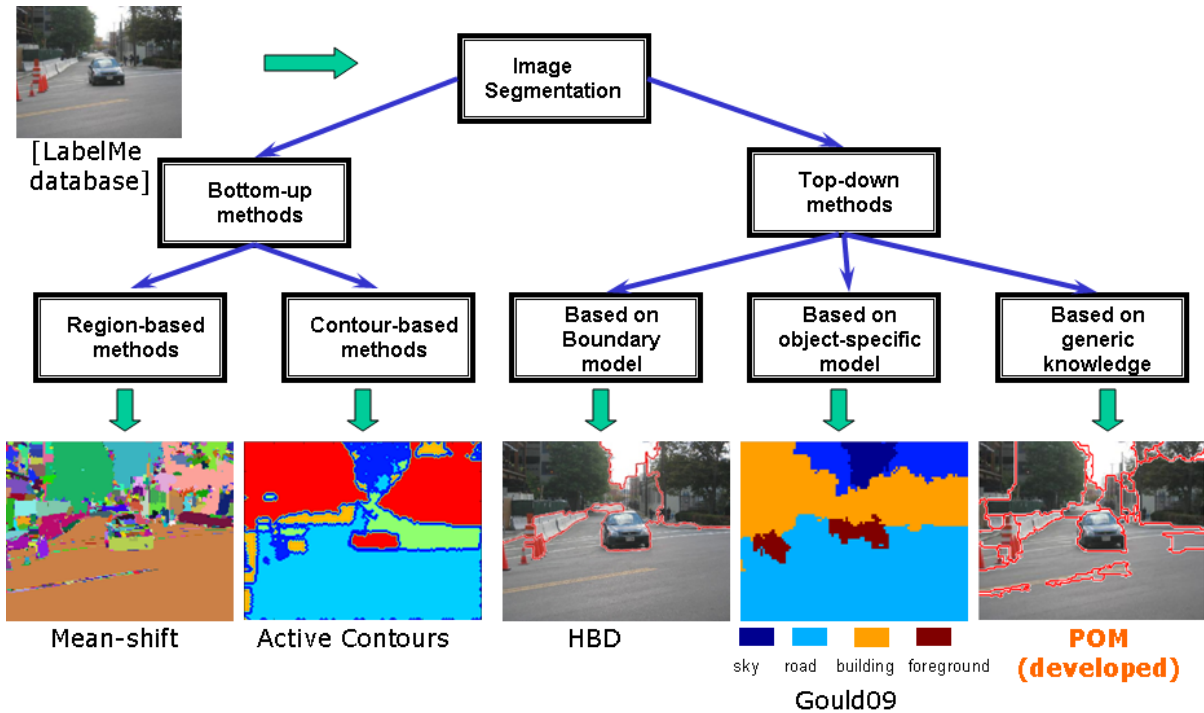 Image
Segmentation
[LabelMe
database]
Bottom-up
methods
Top-down
methods
Region-based
methods
Contour-based
methods
Based on
Boundary
model
Based on
object-specific
model
Based on
generic
knowledge
Mean-shift
Active Contours
HBD
sky road building foreground
Gould09
POM
(developed)